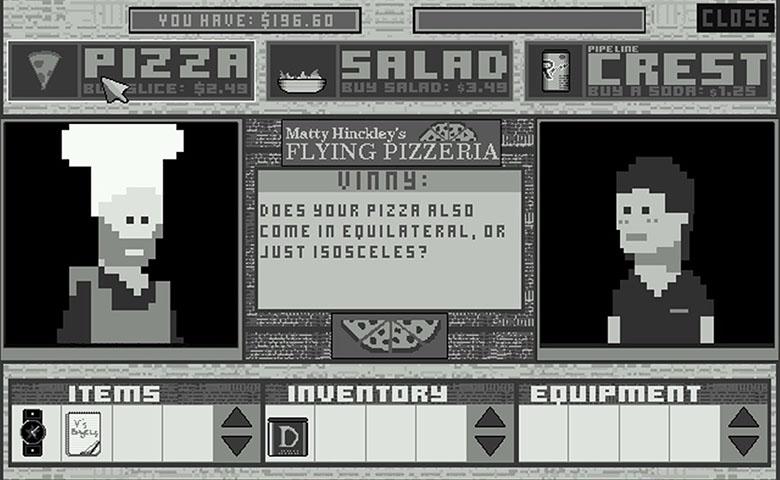 YOU HAVE: $196.60
CLOSE
PIZZA
BUY SLICE: $2.49
SALAD
BUY SALAD: $3.49
PIPELINE
CREST
BUY A SODA: $1.25
Matty Hinckley's
FLYING PIZZERIA
VINNY:
DOES YOUR PIZZA ALSO
COME IN EQUILATERAL, OR
JUST ISOSCELES?
ITEMS
INVENTORY
EQUIPMENT
V's
Bagels
D